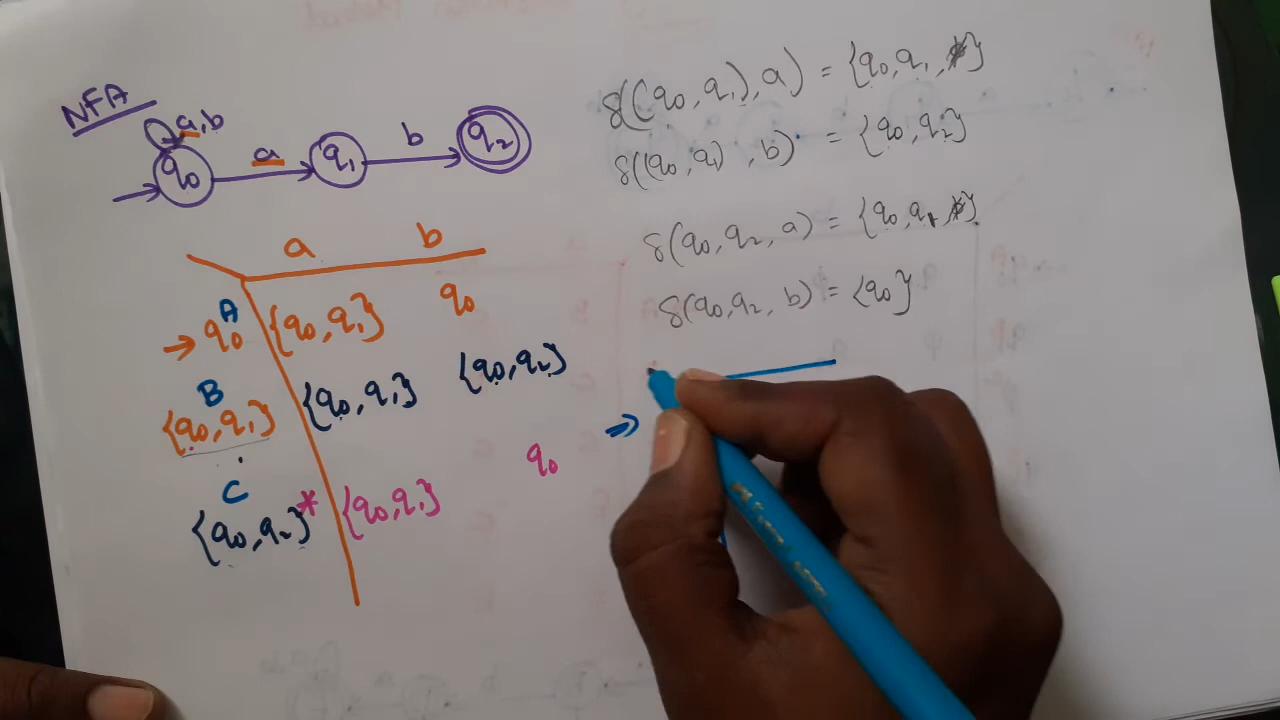 NFA
a,b
q0 a q1 b q2
a b
→ q0 A {q0, q1} q0
B
{q0, q1} {q0, q1} {q0, q2}
C
{q0, q2}* {q0, q1} q0
δ((q0, q1), a) = {q0, q1, }
δ((q0, q1), b) = {q0, q2}
δ(q0, q2, a) = {q0, q1, }
δ(q0, q2, b) = {q0}
⇒